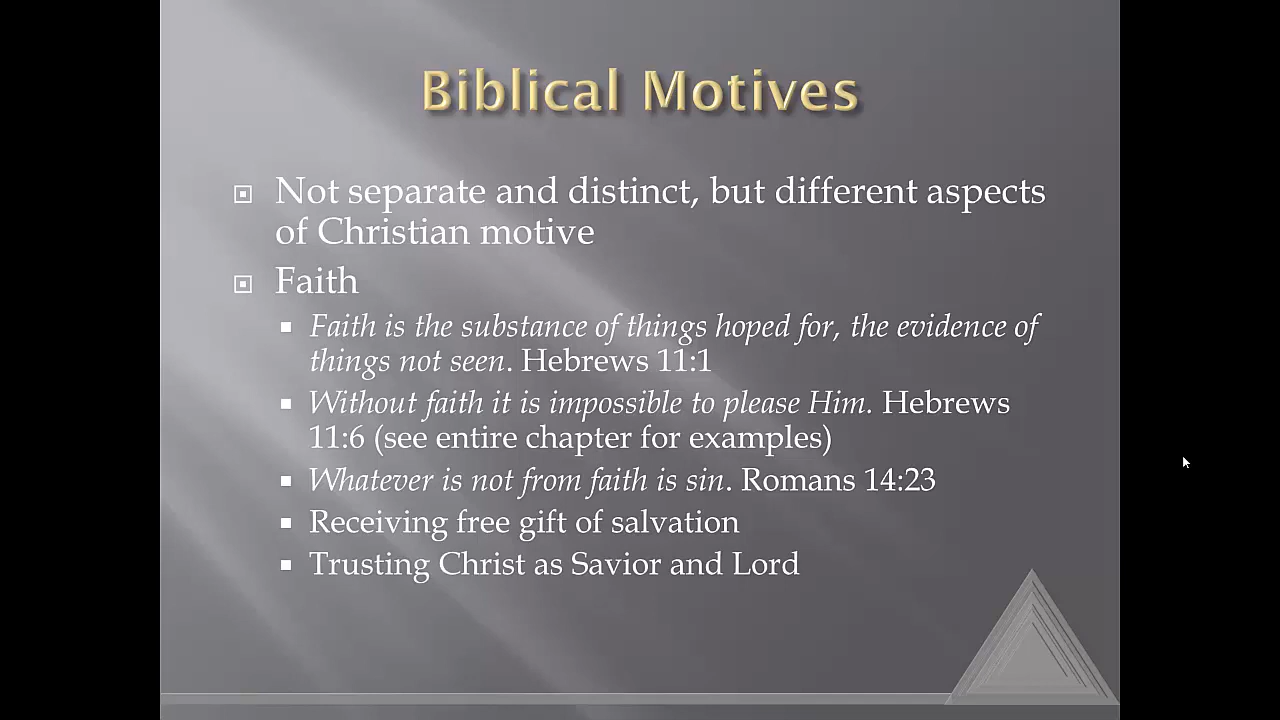 Biblical Motives
Not separate and distinct, but different aspects
of Christian motive
Faith
Faith is the substance of things hoped for, the evidence of
things not seen. Hebrews 11:1
Without faith it is impossible to please Him. Hebrews
11:6 (see entire chapter for examples)
Whatever is not from faith is sin. Romans 14:23
Receiving free gift of salvation
Trusting Christ as Savior and Lord